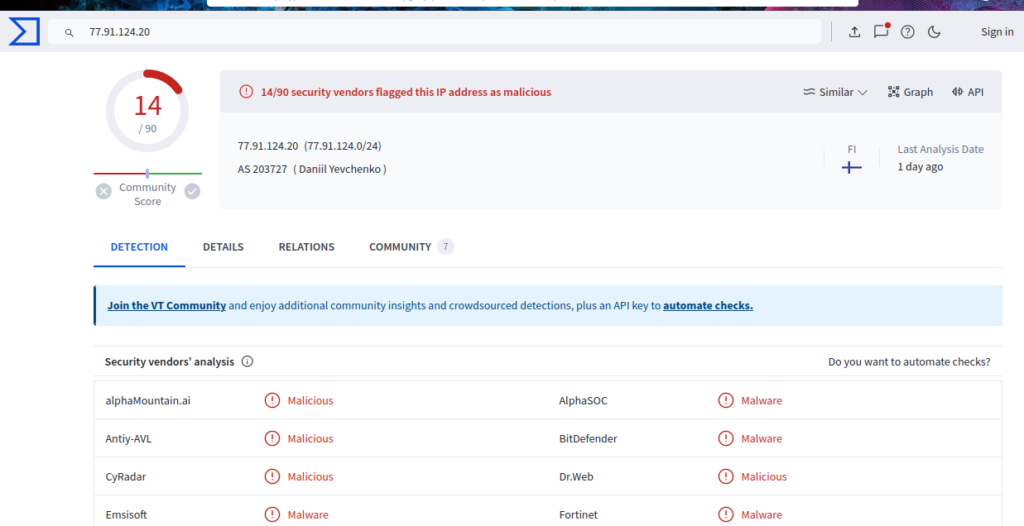 77.91.124.20
Sign in
14
/ 90
Community
Score
14/90 security vendors flagged this IP address as malicious
Similar
Graph
API
77.91.124.20 (77.91.124.0/24)
AS 203727 ( Daniil Yevchenko )
FI
Last Analysis Date
1 day ago
DETECTION
DETAILS
RELATIONS
COMMUNITY 7
Join the VT Community and enjoy additional community insights and crowdsourced detections, plus an API key to automate checks.
Security vendors' analysis
Do you want to automate checks?
alphaMountain.ai Malicious AlphaSOC Malware
Antiy-AVL Malicious BitDefender Malware
CyRadar Malicious Dr.Web Malicious
Emsisoft Malware Fortinet Malware